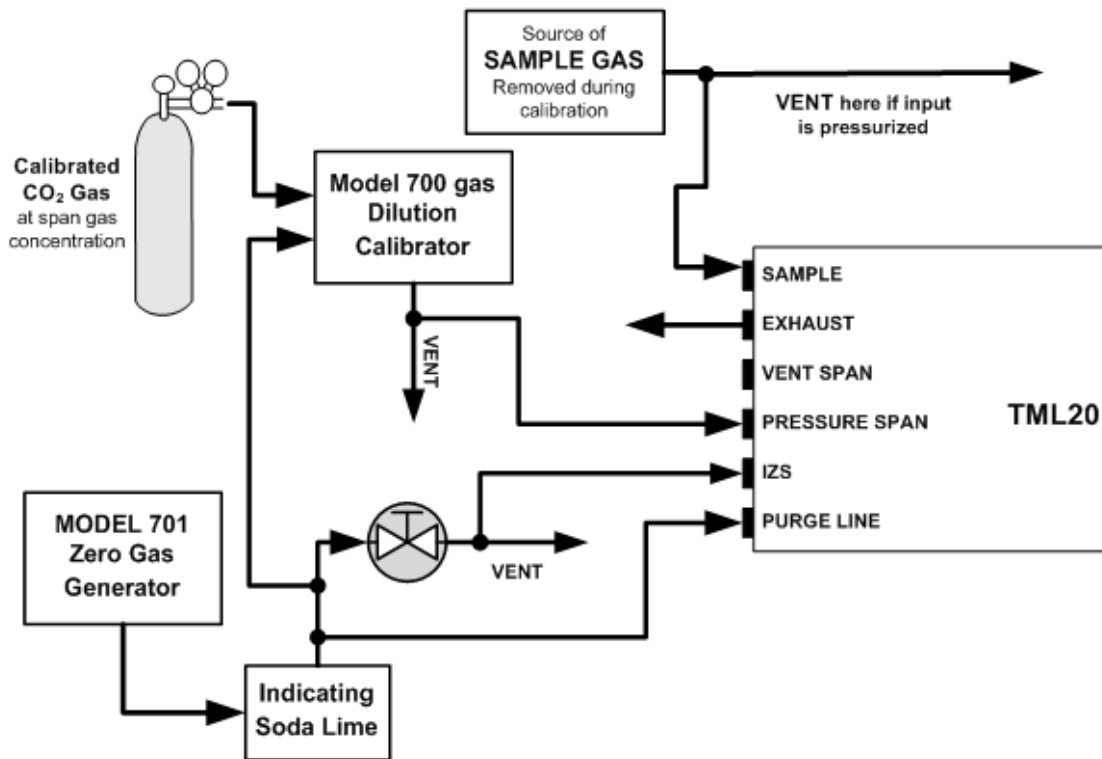 Source of
SAMPLE GAS
Removed during
calibration
VENT here if input
is pressurized
Calibrated
CO₂ Gas
at span gas
concentration
Model 700 gas
Dilution
Calibrator
VENT
SAMPLE
EXHAUST
VENT SPAN
PRESSURE SPAN
IZS
PURGE LINE
TML20
MODEL 701
Zero Gas
Generator
VENT
Indicating
Soda Lime